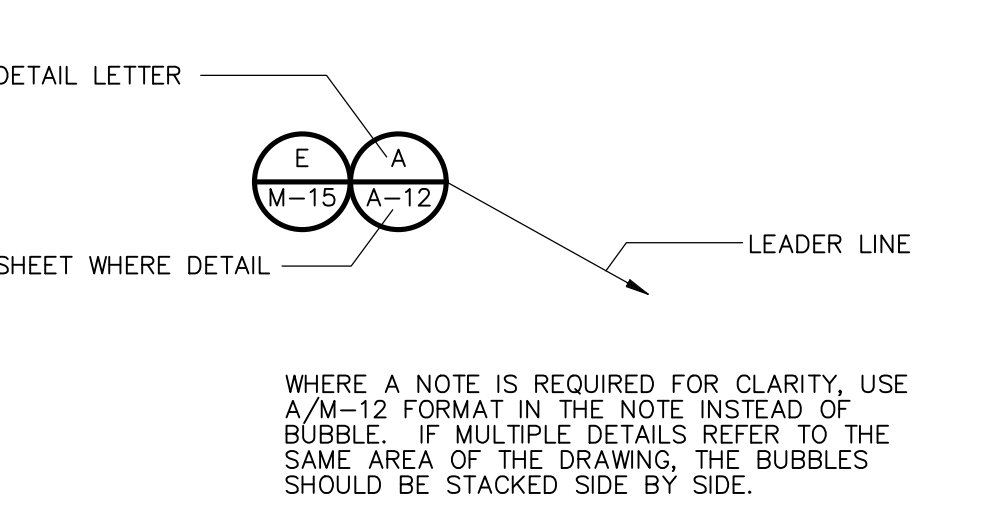 DETAIL LETTER
E A
M-15 A-12
LEADER LINE
SHEET WHERE DETAIL
WHERE A NOTE IS REQUIRED FOR CLARITY, USE
A/M-12 FORMAT IN THE NOTE INSTEAD OF
BUBBLE. IF MULTIPLE DETAILS REFER TO THE
SAME AREA OF THE DRAWING, THE BUBBLES
SHOULD BE STACKED SIDE BY SIDE.